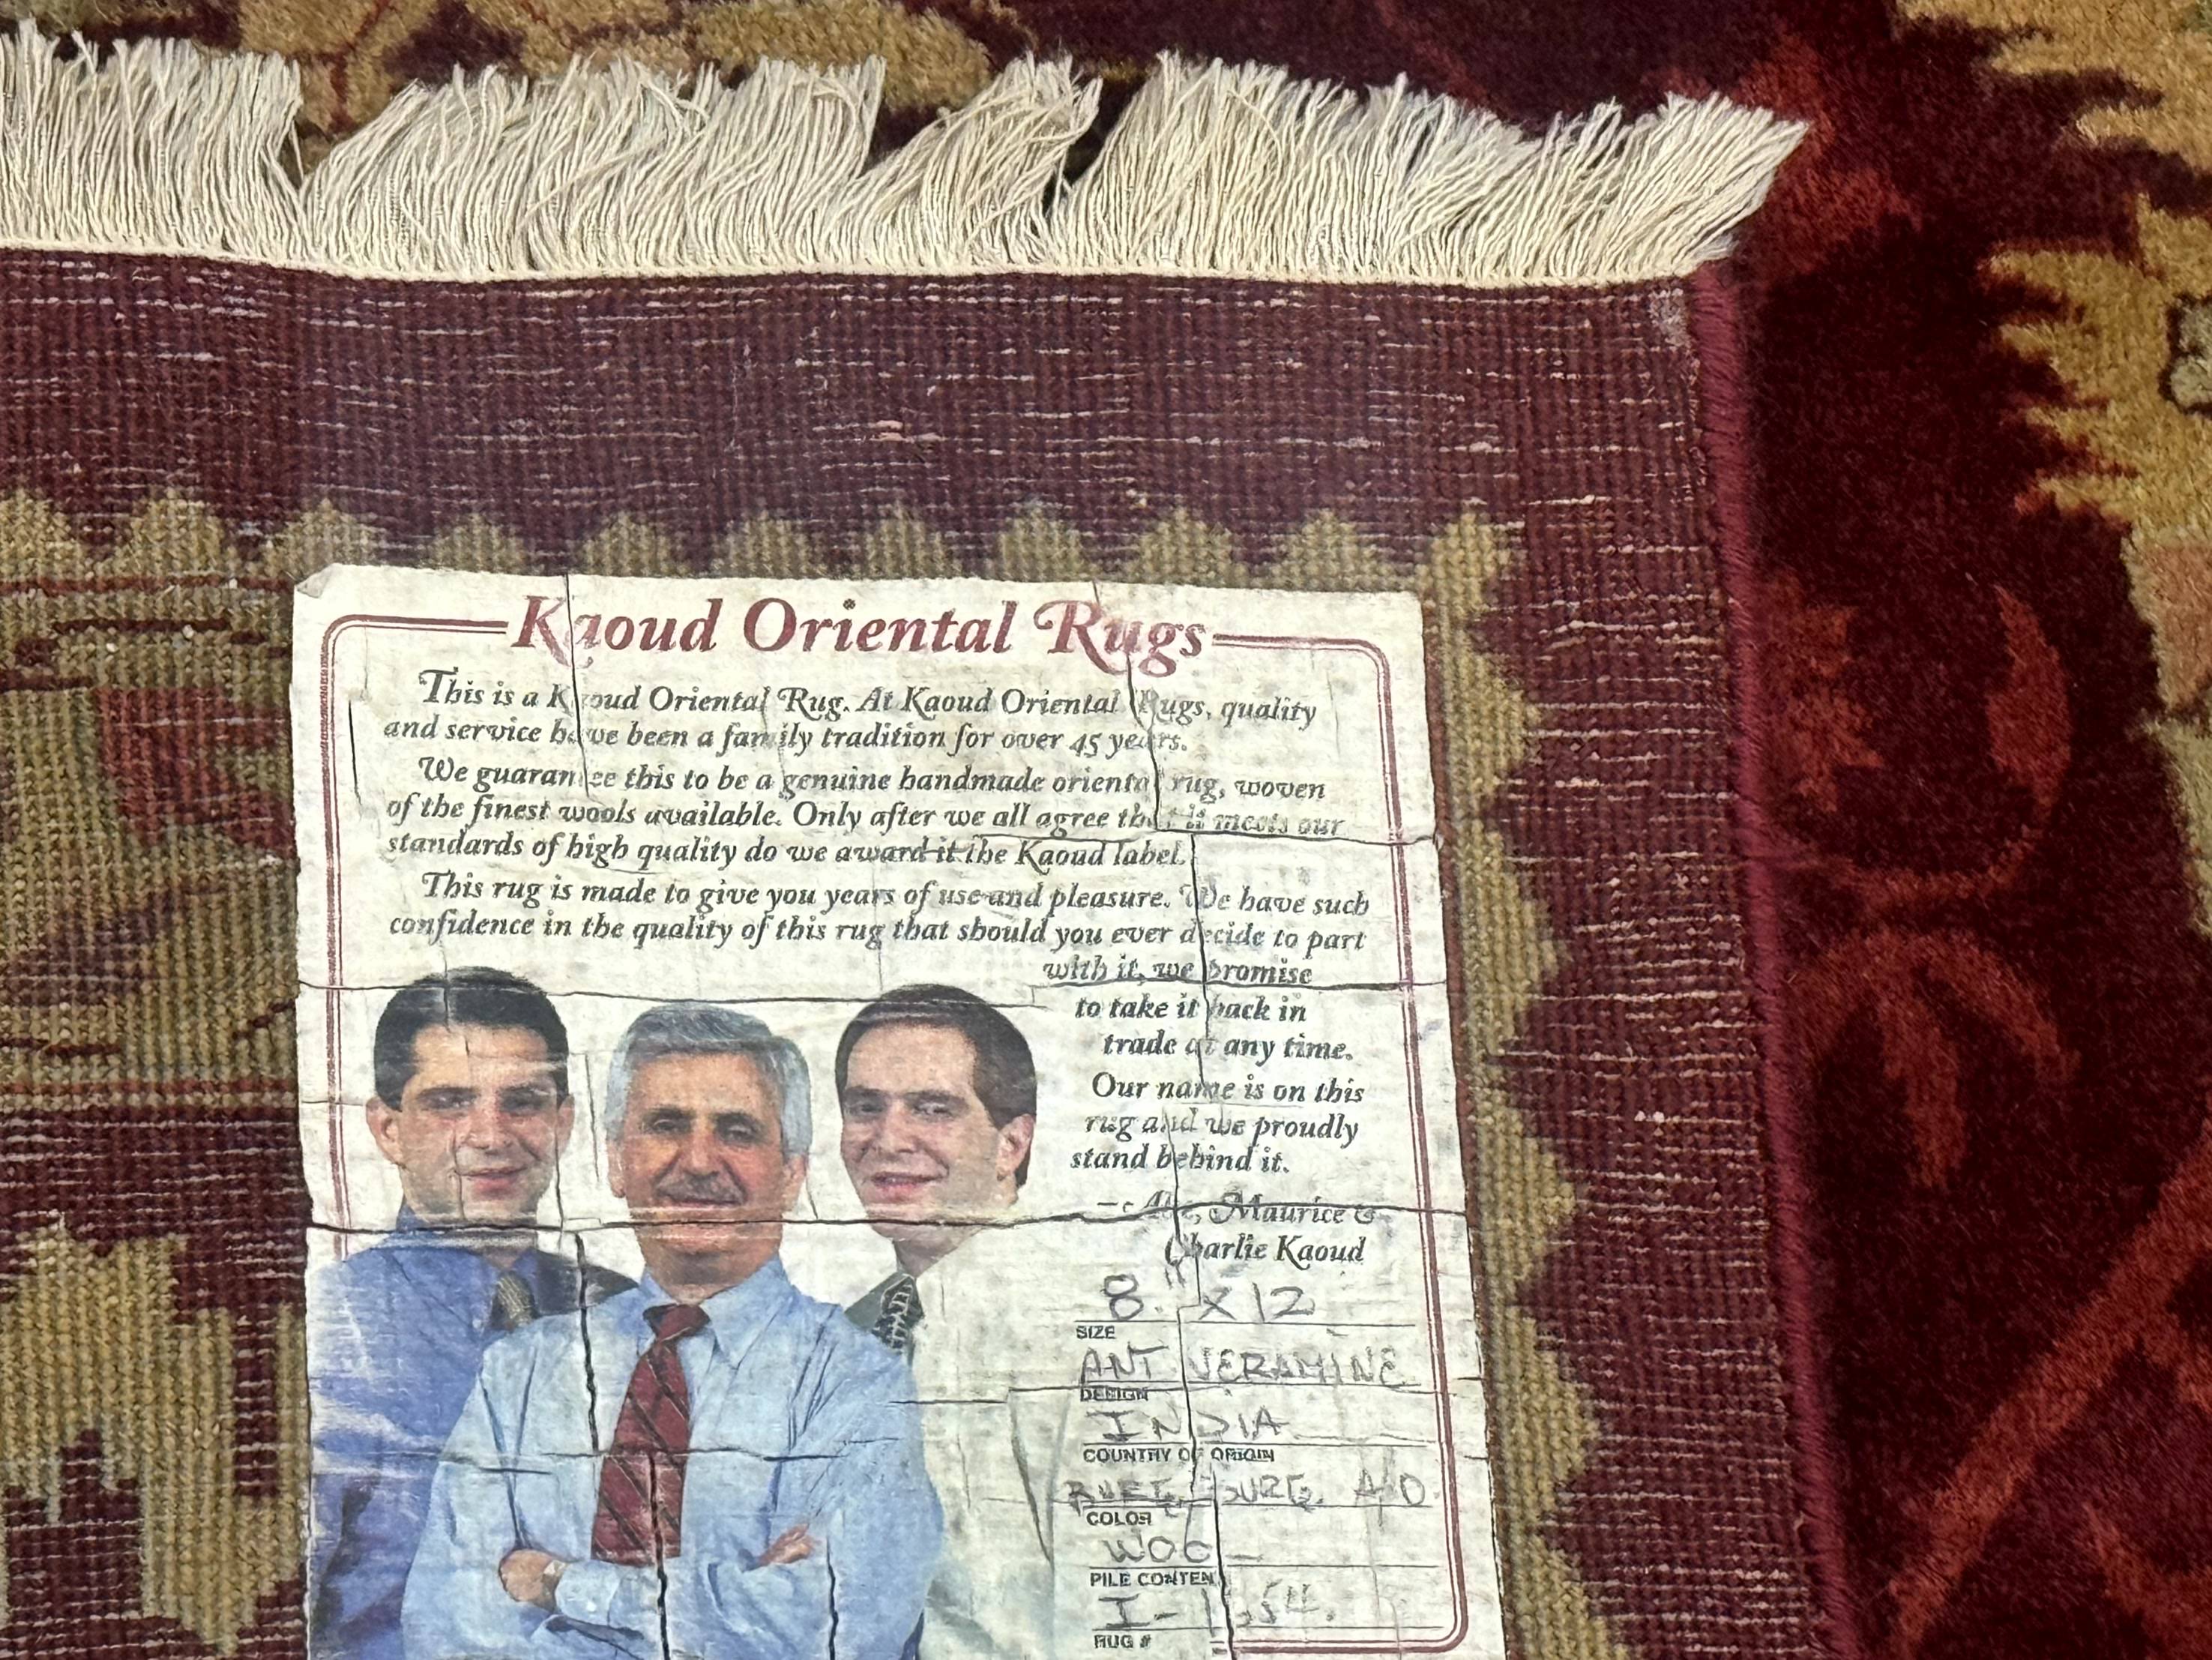 Kaoud Oriental Rugs
This is a Kaoud Oriental Rug. At Kaoud Oriental Rugs, quality
and service have been a family tradition for over 45 years.
We guarantee this to be a genuine handmade oriental rug, woven
of the finest wools available. Only after we all agree that it meets our
standards of high quality do we award it the Kaoud label.
This rug is made to give you years of use and pleasure. We have such
confidence in the quality of this rug that should you ever decide to part
with it, we promise
to take it back in
trade at any time.
Our name is on this
rug and we proudly
stand behind it.
Maurice &
Charlie Kaoud
8." X 12
SIZE
ANT VERAMINE
DESIGN
INDIA
COUNTRY OF ORIGIN
COLOR
PILE CONTENT
RUG #